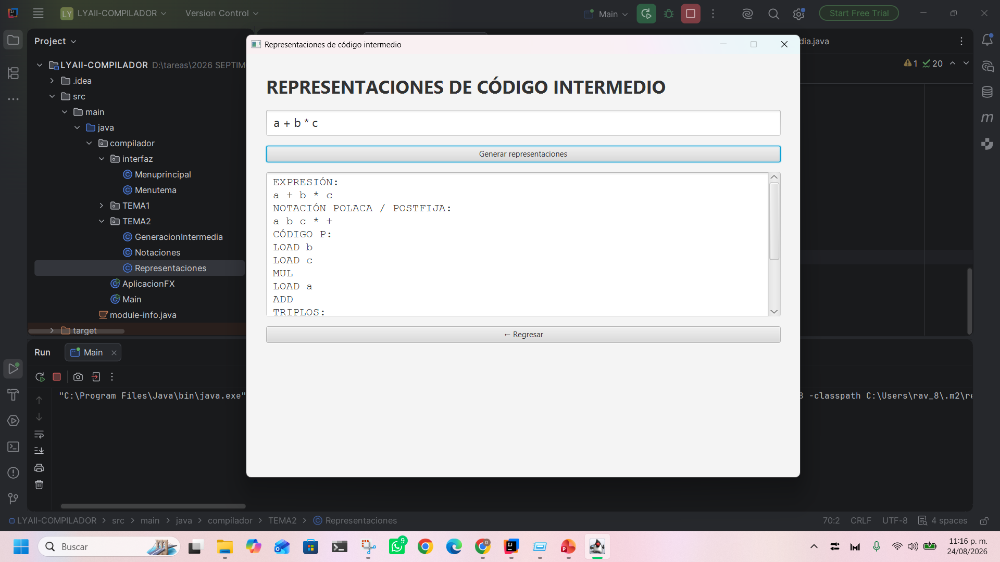 LY LYAII-COMPILADOR Version Control Main Start Free Trial
Project
LYAII-COMPILADOR D:\tareas\2026 SEPTIM
.idea
src
main
java
compilador
interfaz
Menuprincipal
Menutema
TEMA1
TEMA2
GeneracionIntermedia
Notaciones
Representaciones
AplicacionFX
Main
module-info.java
target
dia.java
1 20
Representaciones de código intermedio
REPRESENTACIONES DE CÓDIGO INTERMEDIO
a + b * c
Generar representaciones
EXPRESIÓN:
a + b * c
NOTACIÓN POLACA / POSTFIJA:
a b c * +
CÓDIGO P:
LOAD b
LOAD c
MUL
LOAD a
ADD
TRIPLOS:
← Regresar
Run Main
"C:\Program Files\Java\bin\java.exe" 8 -classpath C:\Users\rav_8\.m2\re
LYAII-COMPILADOR > src > main > java > compilador > TEMA2 > Representaciones 70:2 CRLF UTF-8 4 spaces
Buscar 9 11:16 p. m.
24/08/2026